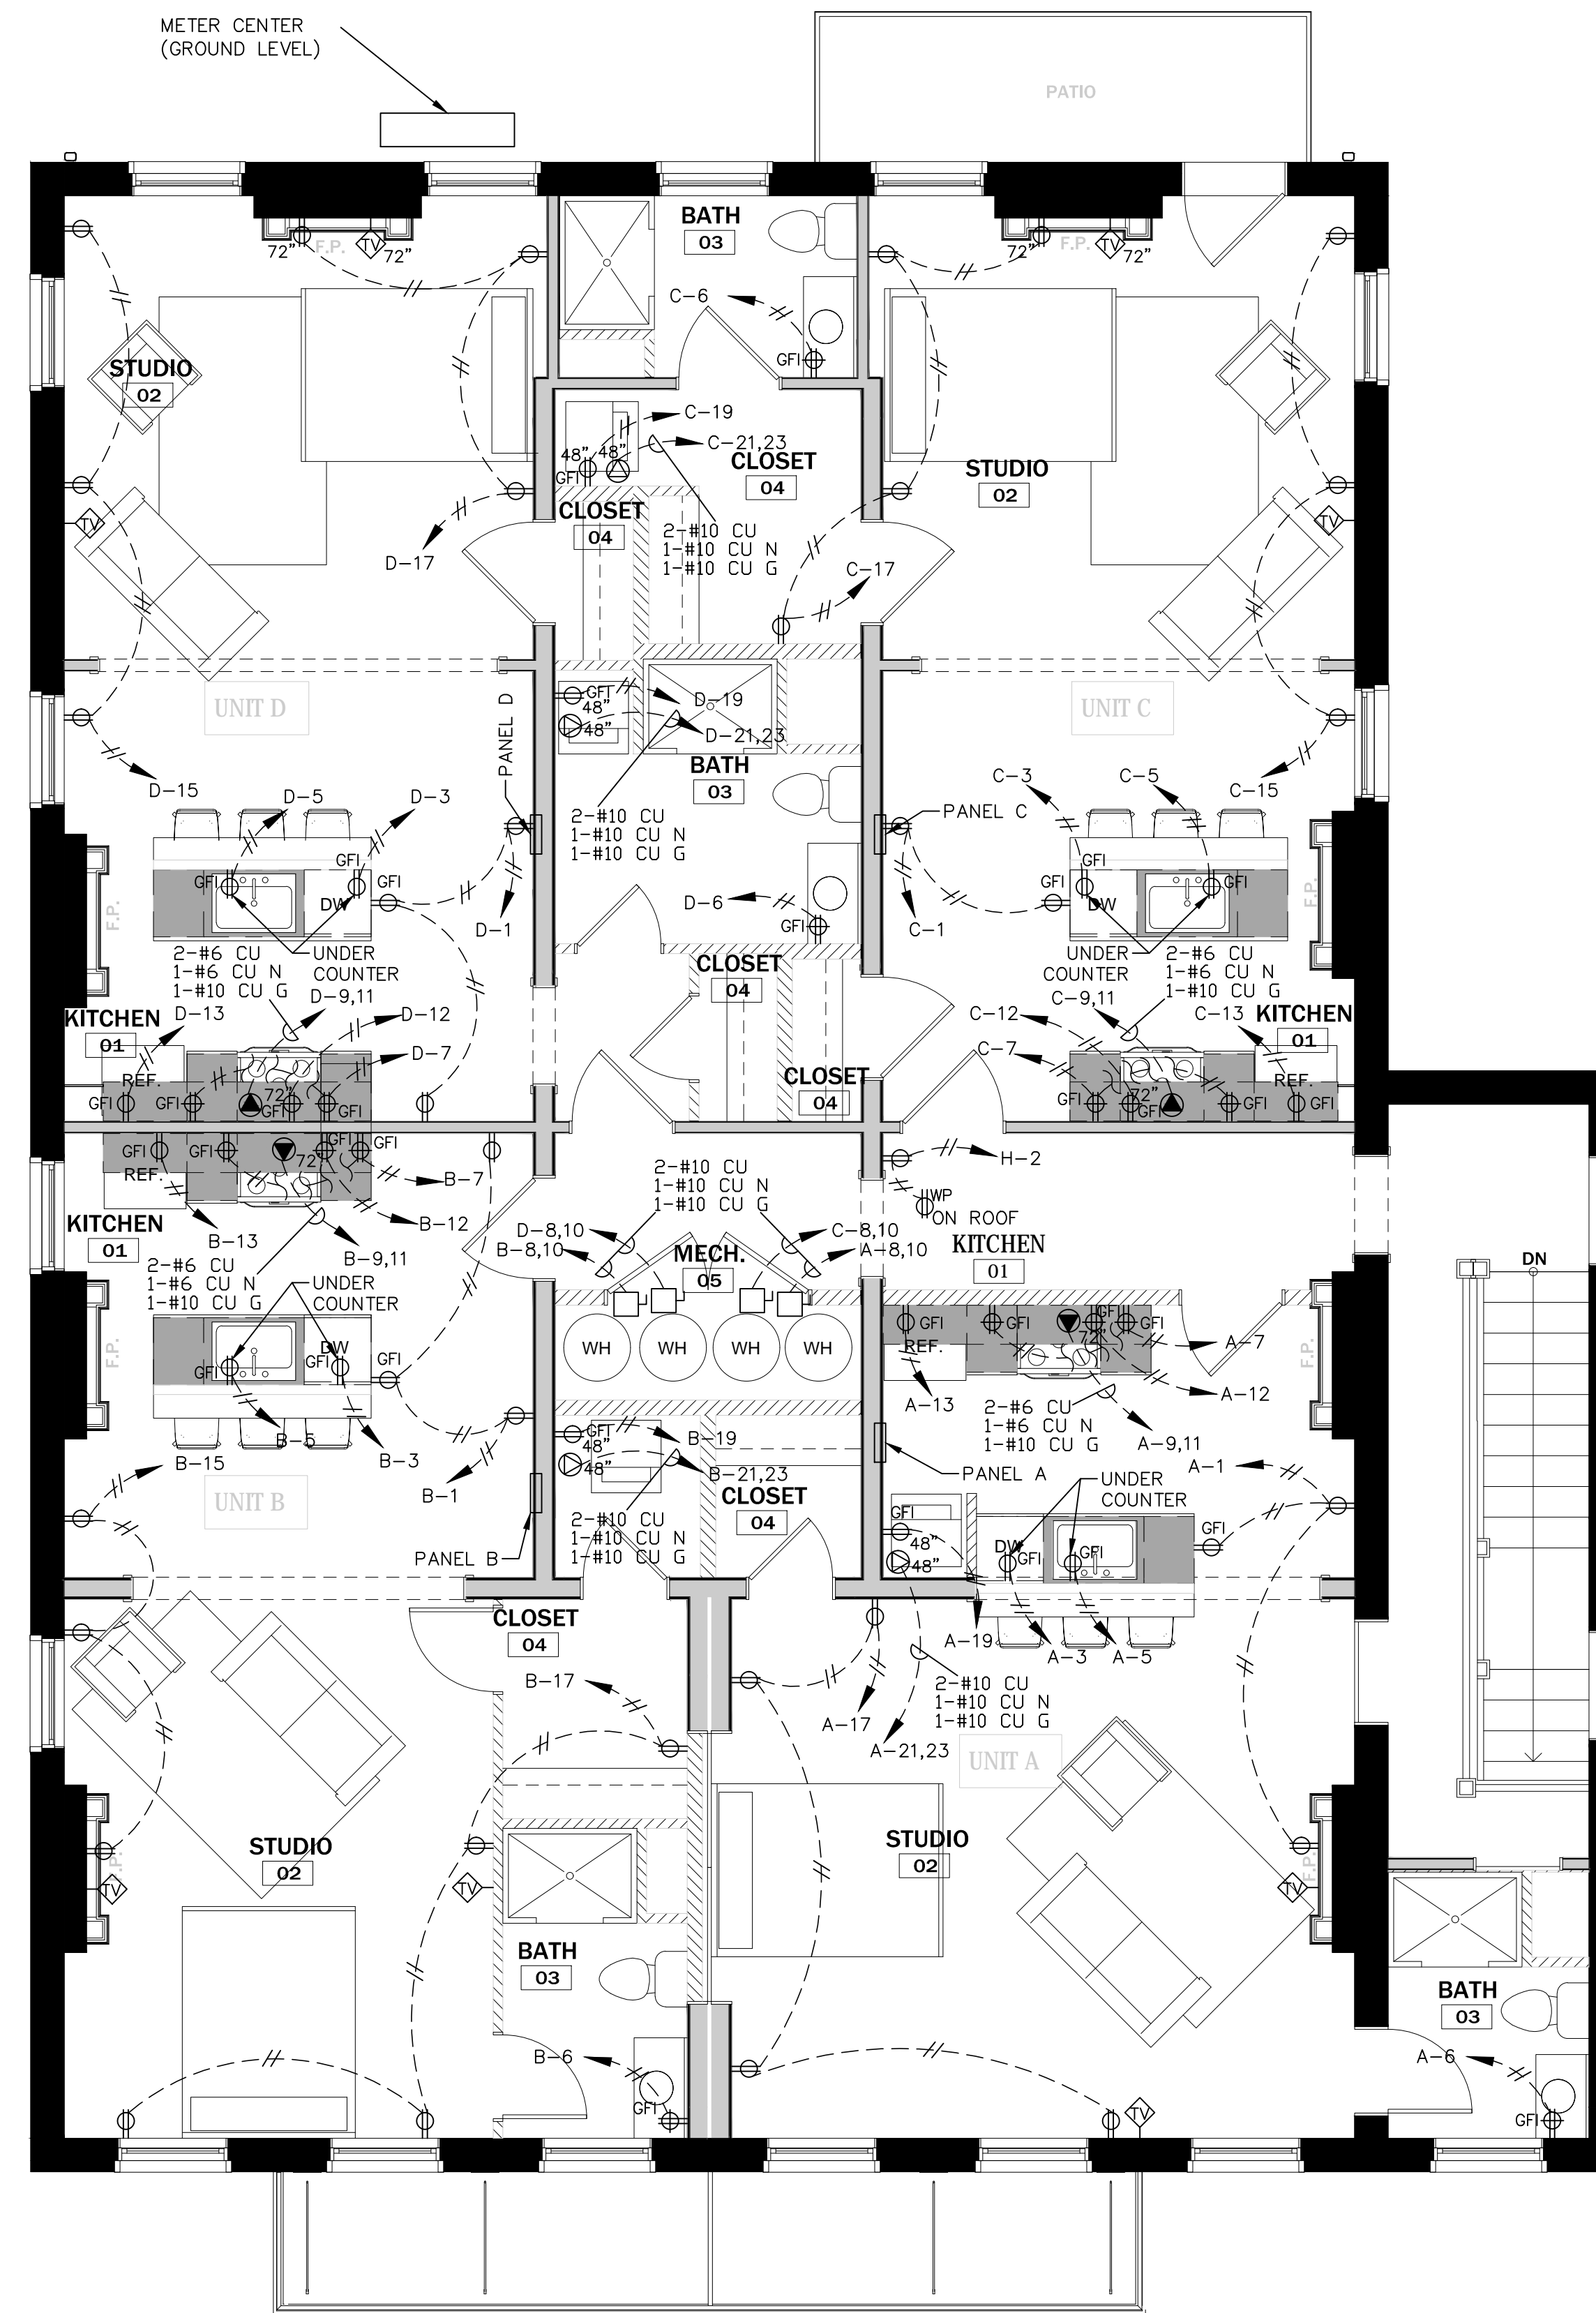 METER CENTER
(GROUND LEVEL)
PATIO
BATH
03
F.P.
TV
72"
72"
72"
F.P.
TV
72"
C-6
GFI
STUDIO
02
C-19
C-21,23
48"
48"
GFI
CLOSET
04
STUDIO
02
CLOSET
04
2-#10 CU
1-#10 CU N
1-#10 CU G
TV
TV
D-17
C-17
UNIT D
PANEL D
GFI
48"
48"
D-19
D-21,23
UNIT C
BATH
03
D-15
D-5
D-3
C-3
C-5
C-15
2-#10 CU
1-#10 CU N
1-#10 CU G
PANEL C
GFI
GFI
GFI
DW
F.P.
D-6
GFI
D-1
C-1
GFI
GFI
GFI
DW
F.P.
2-#6 CU
1-#6 CU N
1-#10 CU G
UNDER
COUNTER
UNDER
COUNTER
2-#6 CU
1-#6 CU N
1-#10 CU G
CLOSET
04
D-9,11
D-13
D-12
D-7
KITCHEN
01
C-9,11
C-12
C-13
C-7
KITCHEN
01
REF.
72"
GFI
GFI
GFI
GFI
CLOSET
04
REF.
72"
GFI
GFI
GFI
GFI
GFI
GFI
72"
REF.
B-7
B-12
B-13
B-9,11
KITCHEN
01
2-#10 CU
1-#10 CU N
1-#10 CU G
H-2
WP
ON ROOF
KITCHEN
01
D-8,10
B-8,10
C-8,10
A-8,10
MECH.
05
DN
2-#6 CU
1-#6 CU N
1-#10 CU G
UNDER
COUNTER
WH
WH
WH
WH
GFI
GFI
GFI
72"
REF.
A-7
A-12
A-13
A-9,11
F.P.
F.P.
DW
GFI
GFI
GFI
2-#6 CU
1-#6 CU N
1-#10 CU G
B-5
B-3
B-15
B-1
GFI
48"
48"
B-19
B-21,23
PANEL A
A-1
UNDER
COUNTER
UNIT B
CLOSET
04
2-#10 CU
1-#10 CU N
1-#10 CU G
PANEL B
GFI
48"
48"
DW
GFI
GFI
GFI
CLOSET
04
A-19
A-3
A-5
B-17
2-#10 CU
1-#10 CU N
1-#10 CU G
A-17
A-21,23
UNIT A
STUDIO
02
STUDIO
02
F.P.
TV
TV
TV
F.P.
BATH
03
BATH
03
B-6
GFI
A-6
GFI
TV